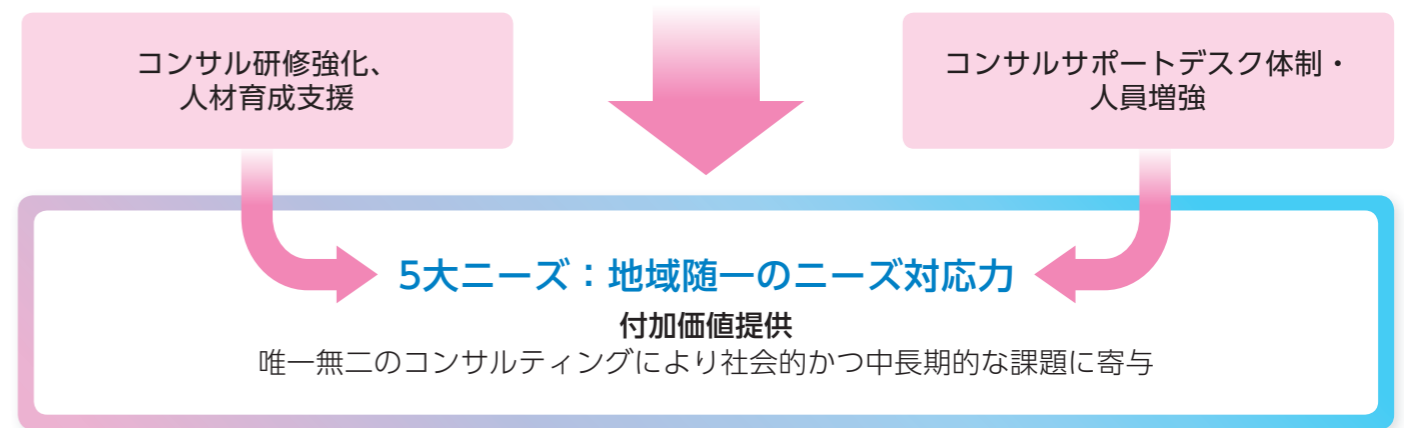 コンサル研修強化、
人材育成支援
コンサルサポートデスク体制・
人員増強
5大ニーズ：地域随一のニーズ対応力
付加価値提供
唯一無二のコンサルティングにより社会的かつ中長期的な課題に寄与